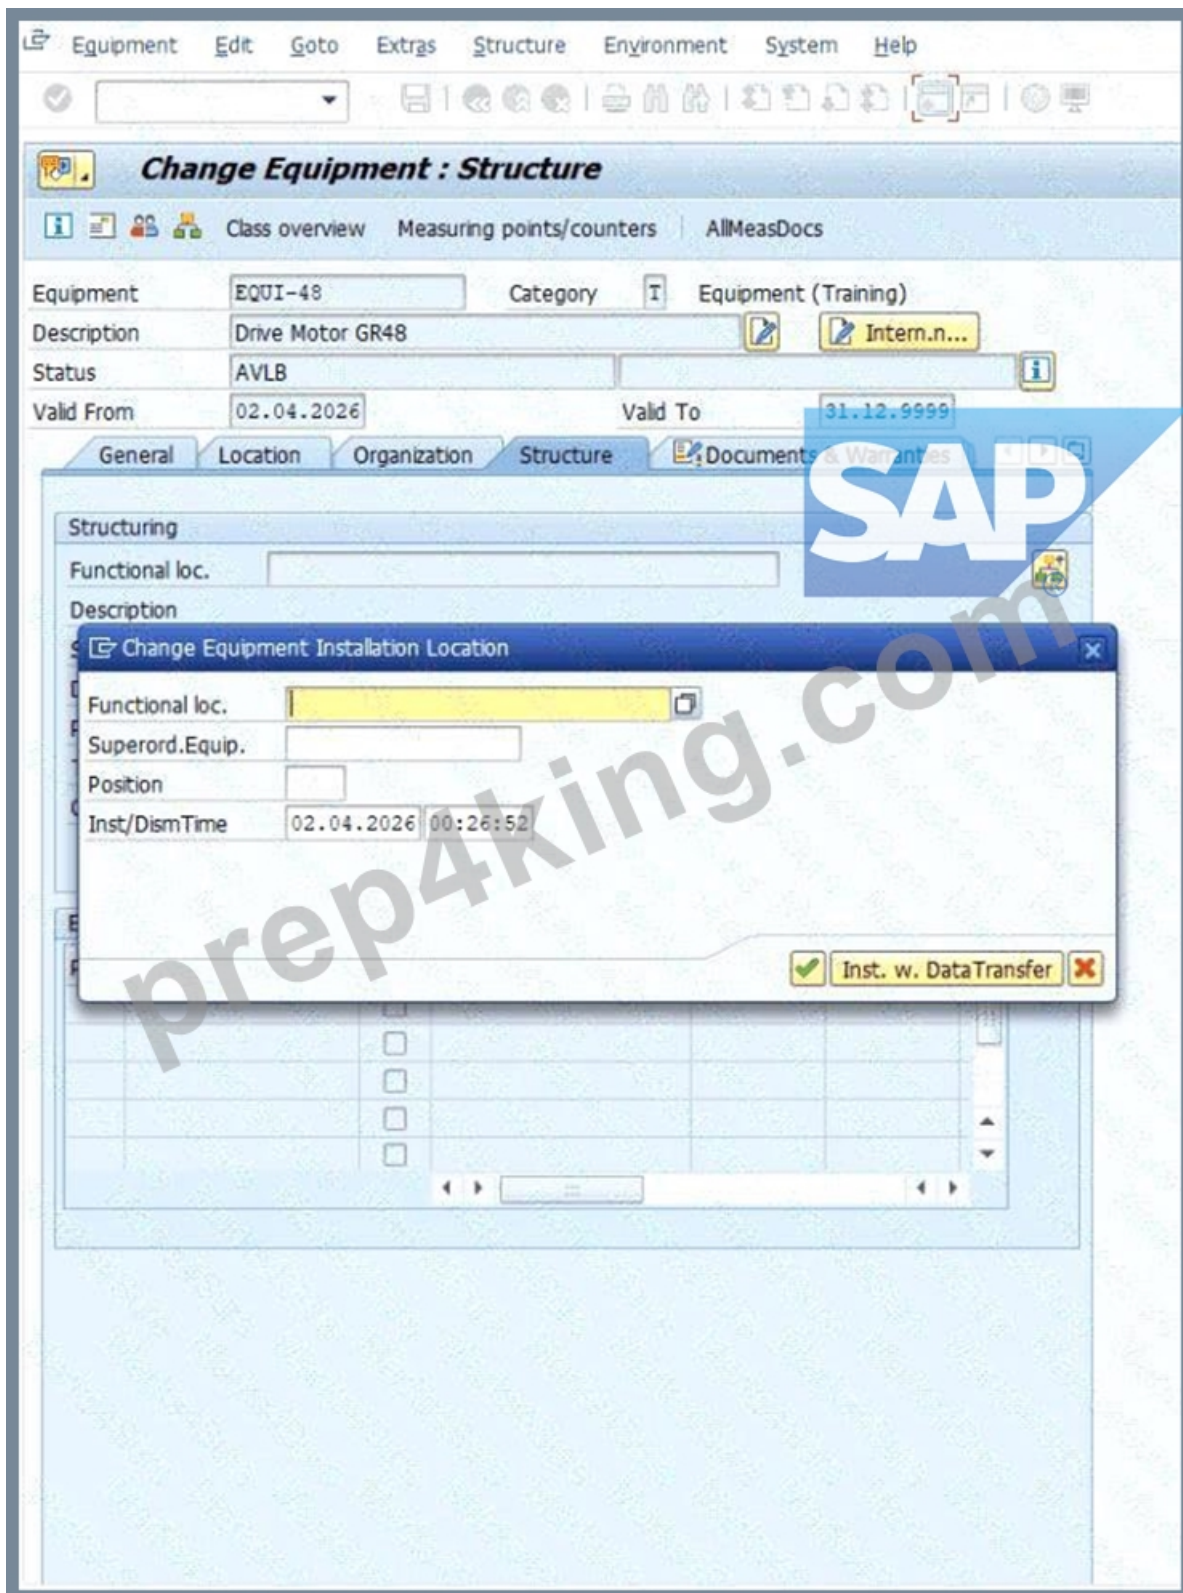 Equipment Edit Goto Extras Structure Environment System Help
Change Equipment : Structure
Class overview Measuring points/counters AllMeasDocs
Equipment EQUI-48 Category T Equipment (Training)
Description Drive Motor GR48 Intern.n...
Status AVLB
Valid From 02.04.2026 Valid To 31.12.9999
General Location Organization Structure Documents & Warranties
SAP
Structuring
Functional loc.
Description
Change Equipment Installation Location
Functional loc.
Superord.Equip.
Position
Inst/DismTime 02.04.2026 00:26:52
Inst. w. DataTransfer
prep4king.com